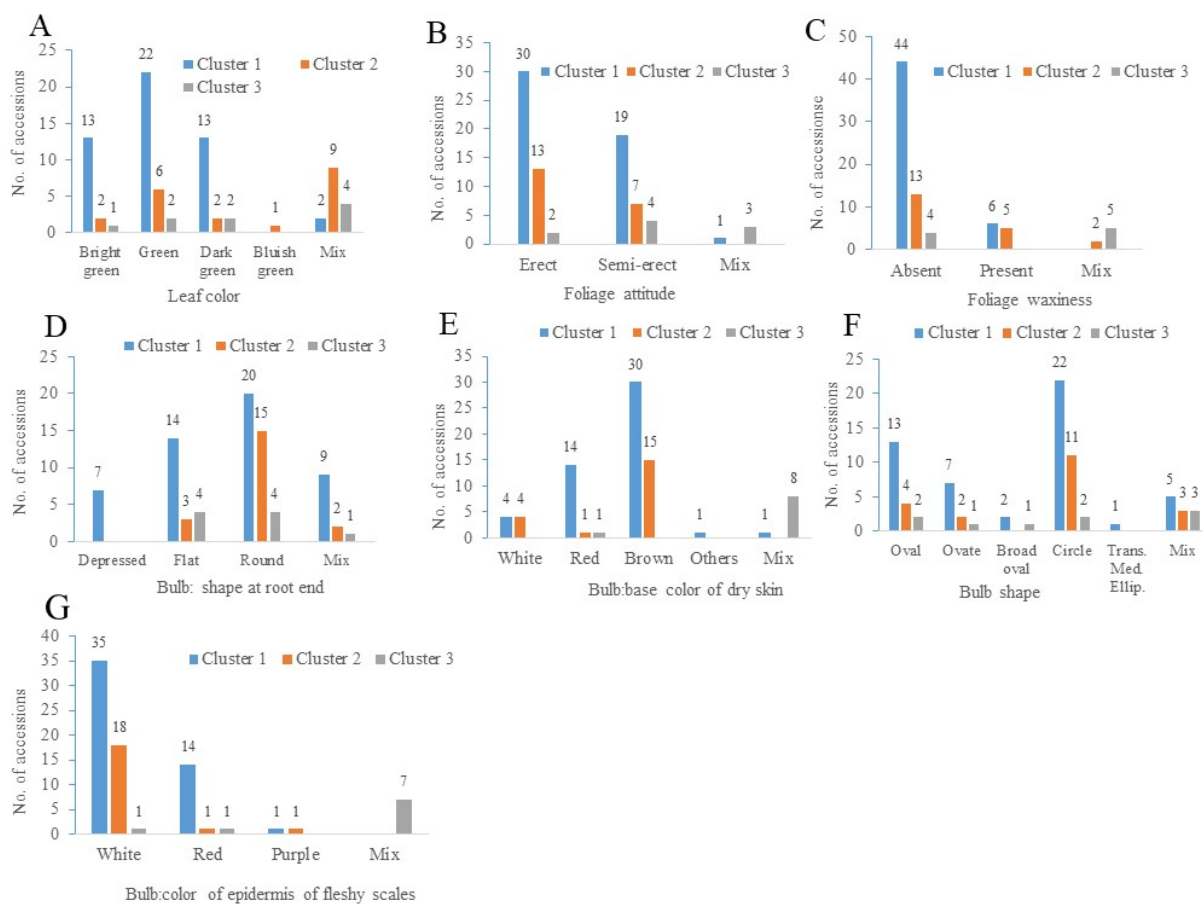 A
No. of accessions
25
20
15
10
5
0
Cluster 1
Cluster 2
Cluster 3
13
2
1
22
6
2
13
2
2
1
2
9
4
Bright green
Green
Dark green
Bluish green
Mix
Leaf color
B
No. of accessions
35
30
25
20
15
10
5
0
Cluster 1
Cluster 2
Cluster 3
30
13
2
19
7
4
1
3
Erect
Semi-erect
Mix
Foliage attitude
C
No. of accessionse
50
40
30
20
10
0
Cluster 1
Cluster 2
Cluster 3
44
13
4
6
5
2
5
Absent
Present
Mix
Foliage waxiness
D
No. of accessions
25
20
15
10
5
0
Cluster 1
Cluster 2
Cluster 3
7
14
3
4
20
15
4
9
2
1
Depressed
Flat
Round
Mix
Bulb: shape at root end
E
No. of accessions
35
30
25
20
15
10
5
0
Cluster 1
Cluster 2
Cluster 3
4
4
14
1
1
30
15
1
1
8
White
Red
Brown
Others
Mix
Bulb:base color of dry skin
F
No. of accessions
25
20
15
10
5
0
Cluster 1
Cluster 2
Cluster 3
13
4
2
7
2
1
2
1
22
11
2
1
5
3
3
Oval
Ovate
Broad oval
Circle
Trans. Med. Ellip.
Mix
Bulb shape
G
No. of accessions
40
35
30
25
20
15
10
5
0
Cluster 1
Cluster 2
Cluster 3
35
18
1
14
1
1
1
1
7
White
Red
Purple
Mix
Bulb:color of epidermis of fleshy scales